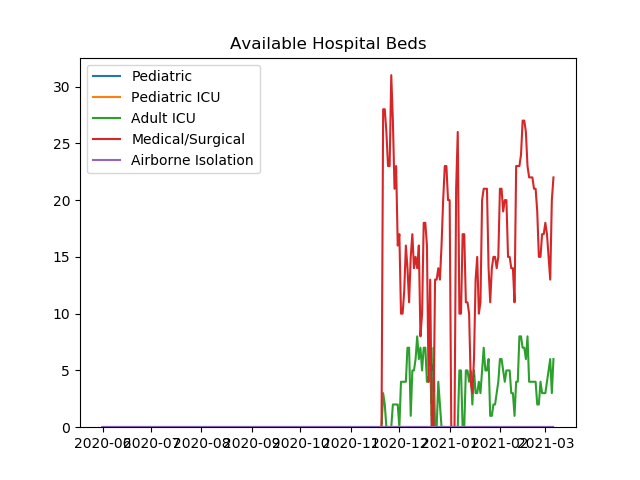 Available Hospital Beds
Pediatric
Pediatric ICU
Adult ICU
Medical/Surgical
Airborne Isolation
30
25
20
15
10
5
0
2020-06 2020-07 2020-08 2020-09 2020-10 2020-11 2020-12 2021-01 2021-02 2021-03